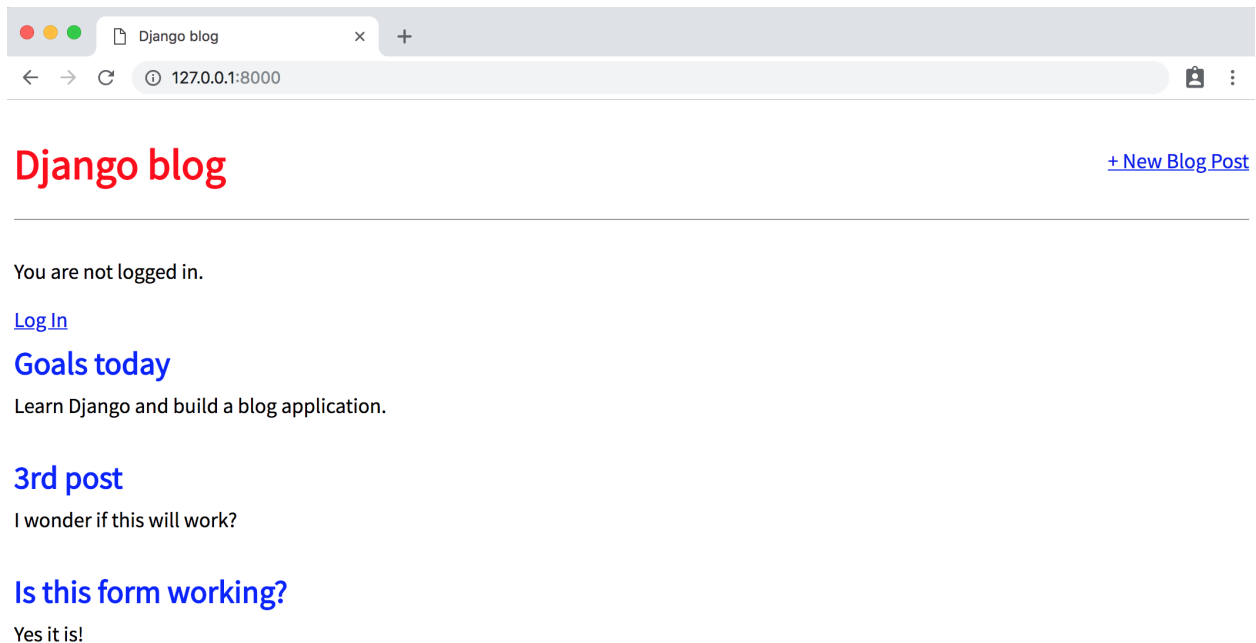 Django blog
127.0.0.1:8000
Django blog
+ New Blog Post
You are not logged in.
Log In
Goals today
Learn Django and build a blog application.
3rd post
I wonder if this will work?
Is this form working?
Yes it is!